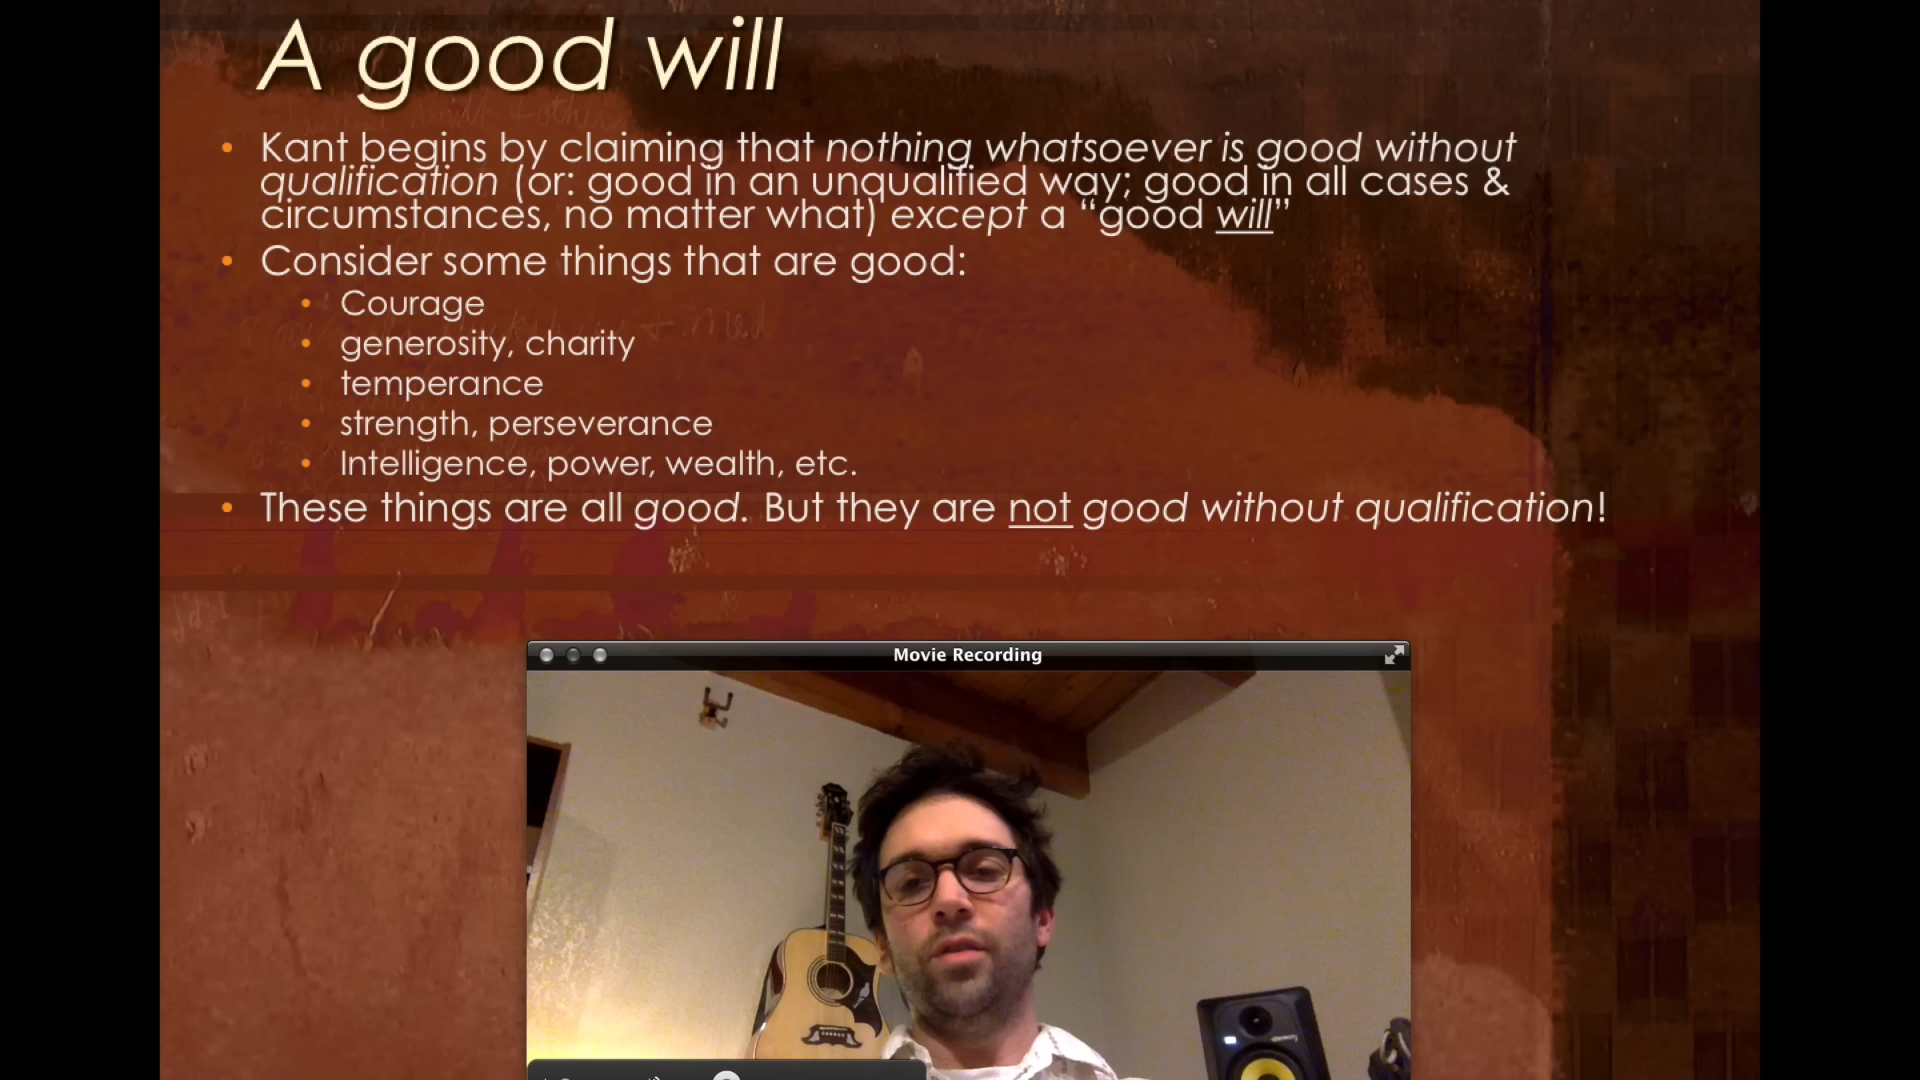 A good will
• Kant begins by claiming that nothing whatsoever is good without
qualification (or: good in an unqualified way; good in all cases &
circumstances, no matter what) except a “good will”
• Consider some things that are good:
• Courage
• generosity, charity
• temperance
• strength, perseverance
• Intelligence, power, wealth, etc.
• These things are all good. But they are not good without qualification!
Movie Recording